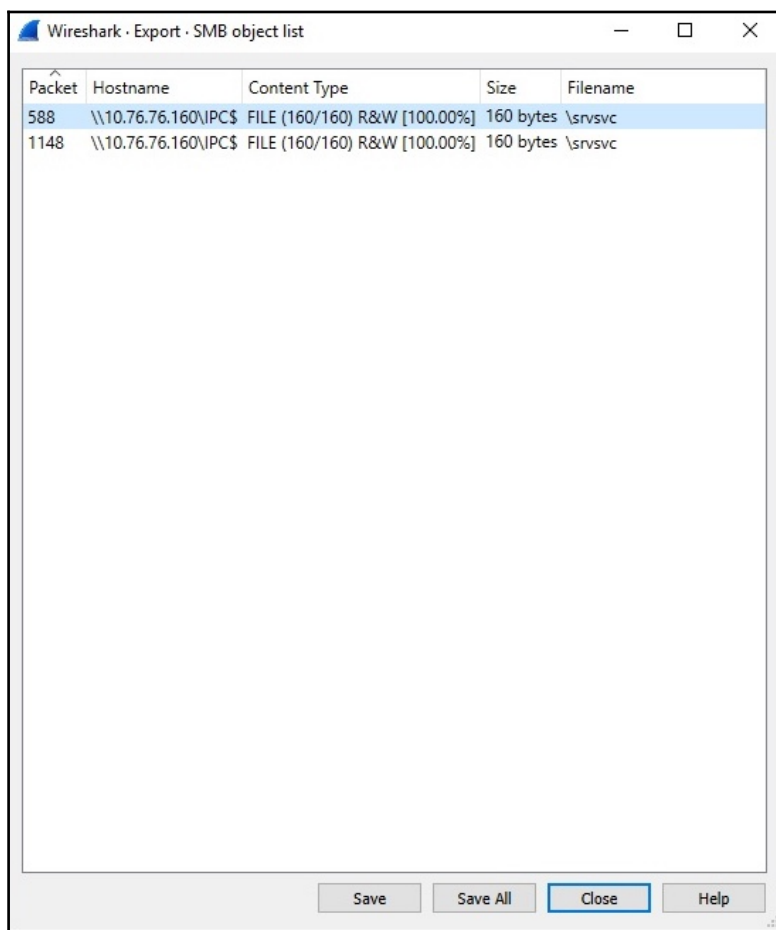 Wireshark · Export · SMB object list
Packet Hostname Content Type Size Filename
588 \\10.76.76.160\IPC$ FILE (160/160) R&W [100.00%] 160 bytes \srvsvc
1148 \\10.76.76.160\IPC$ FILE (160/160) R&W [100.00%] 160 bytes \srvsvc
Save Save All Close Help